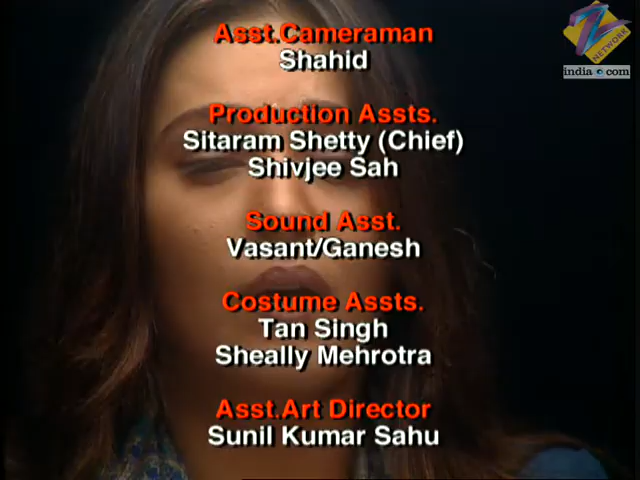 Asst.Cameraman
Shahid
Production Assts.
Sitaram Shetty (Chief)
Shivjee Sah
Sound Asst.
Vasant/Ganesh
Costume Assts.
Tan Singh
Sheally Mehrotra
Asst.Art Director
Sunil Kumar Sahu
Z
NETWORK
india.com